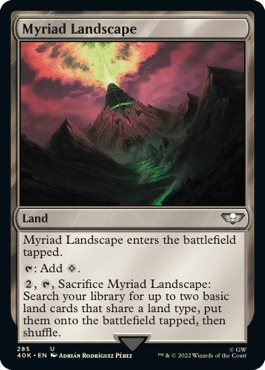 Myriad Landscape
Land
Myriad Landscape enters the battlefield
tapped.
: Add .
2, , Sacrifice Myriad Landscape:
Search your library for up to two basic
land cards that share a land type, put
them onto the battlefield tapped, then
shuffle.
285 U © GW
40K • EN ADRIÁN RODRÍGUEZ PÉREZ ™ & © 2022 Wizards of the Coast